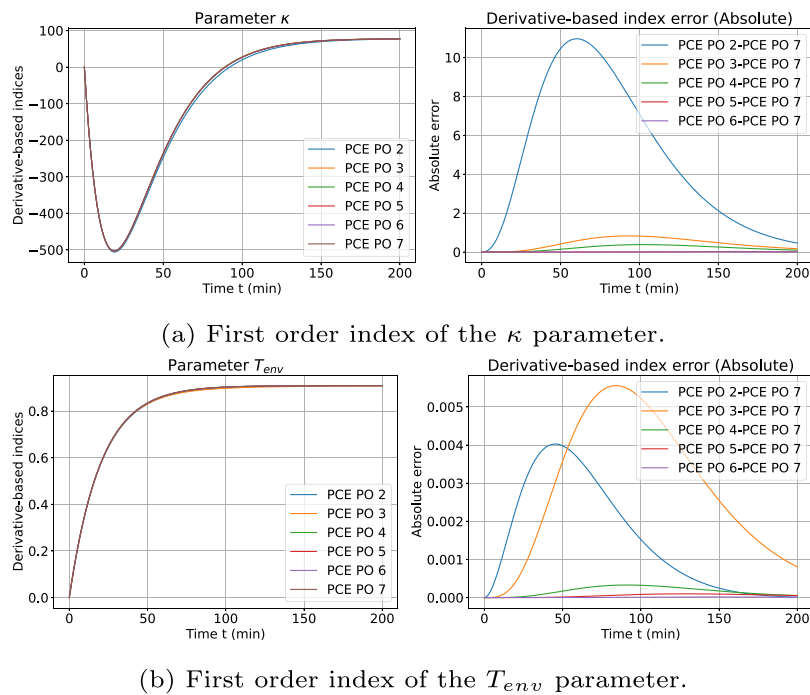 Parameter κ
Derivative-based indices
100
0
−100
−200
−300
−400
−500
PCE PO 2
PCE PO 3
PCE PO 4
PCE PO 5
PCE PO 6
PCE PO 7
0
50
100
150
200
Time t (min)
Derivative-based index error (Absolute)
Absolute error
10
8
6
4
2
0
PCE PO 2-PCE PO 7
PCE PO 3-PCE PO 7
PCE PO 4-PCE PO 7
PCE PO 5-PCE PO 7
PCE PO 6-PCE PO 7
0
50
100
150
200
Time t (min)
(a) First order index of the κ parameter.
Parameter T_env
Derivative-based indices
0.8
0.6
0.4
0.2
0.0
PCE PO 2
PCE PO 3
PCE PO 4
PCE PO 5
PCE PO 6
PCE PO 7
0
50
100
150
200
Time t (min)
Derivative-based index error (Absolute)
Absolute error
0.005
0.004
0.003
0.002
0.001
0.000
PCE PO 2-PCE PO 7
PCE PO 3-PCE PO 7
PCE PO 4-PCE PO 7
PCE PO 5-PCE PO 7
PCE PO 6-PCE PO 7
0
50
100
150
200
Time t (min)
(b) First order index of the T_env parameter.